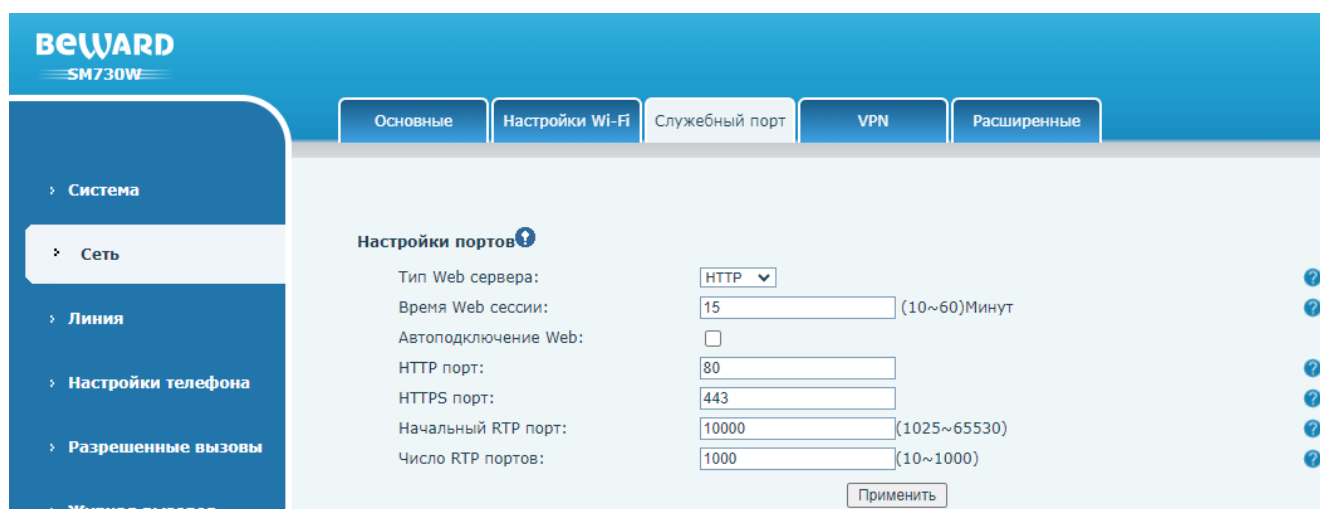 BEWARD
SM730W
Основные
Настройки Wi-Fi
Служебный порт
VPN
Расширенные
Система
Сеть
Линия
Настройки телефона
Разрешенные вызовы
Настройки портов
Тип Web сервера: HTTP
Время Web сессии: 15 (10~60)Минут
Автоподключение Web:
HTTP порт: 80
HTTPS порт: 443
Начальный RTP порт: 10000 (1025~65530)
Число RTP портов: 1000 (10~1000)
Применить